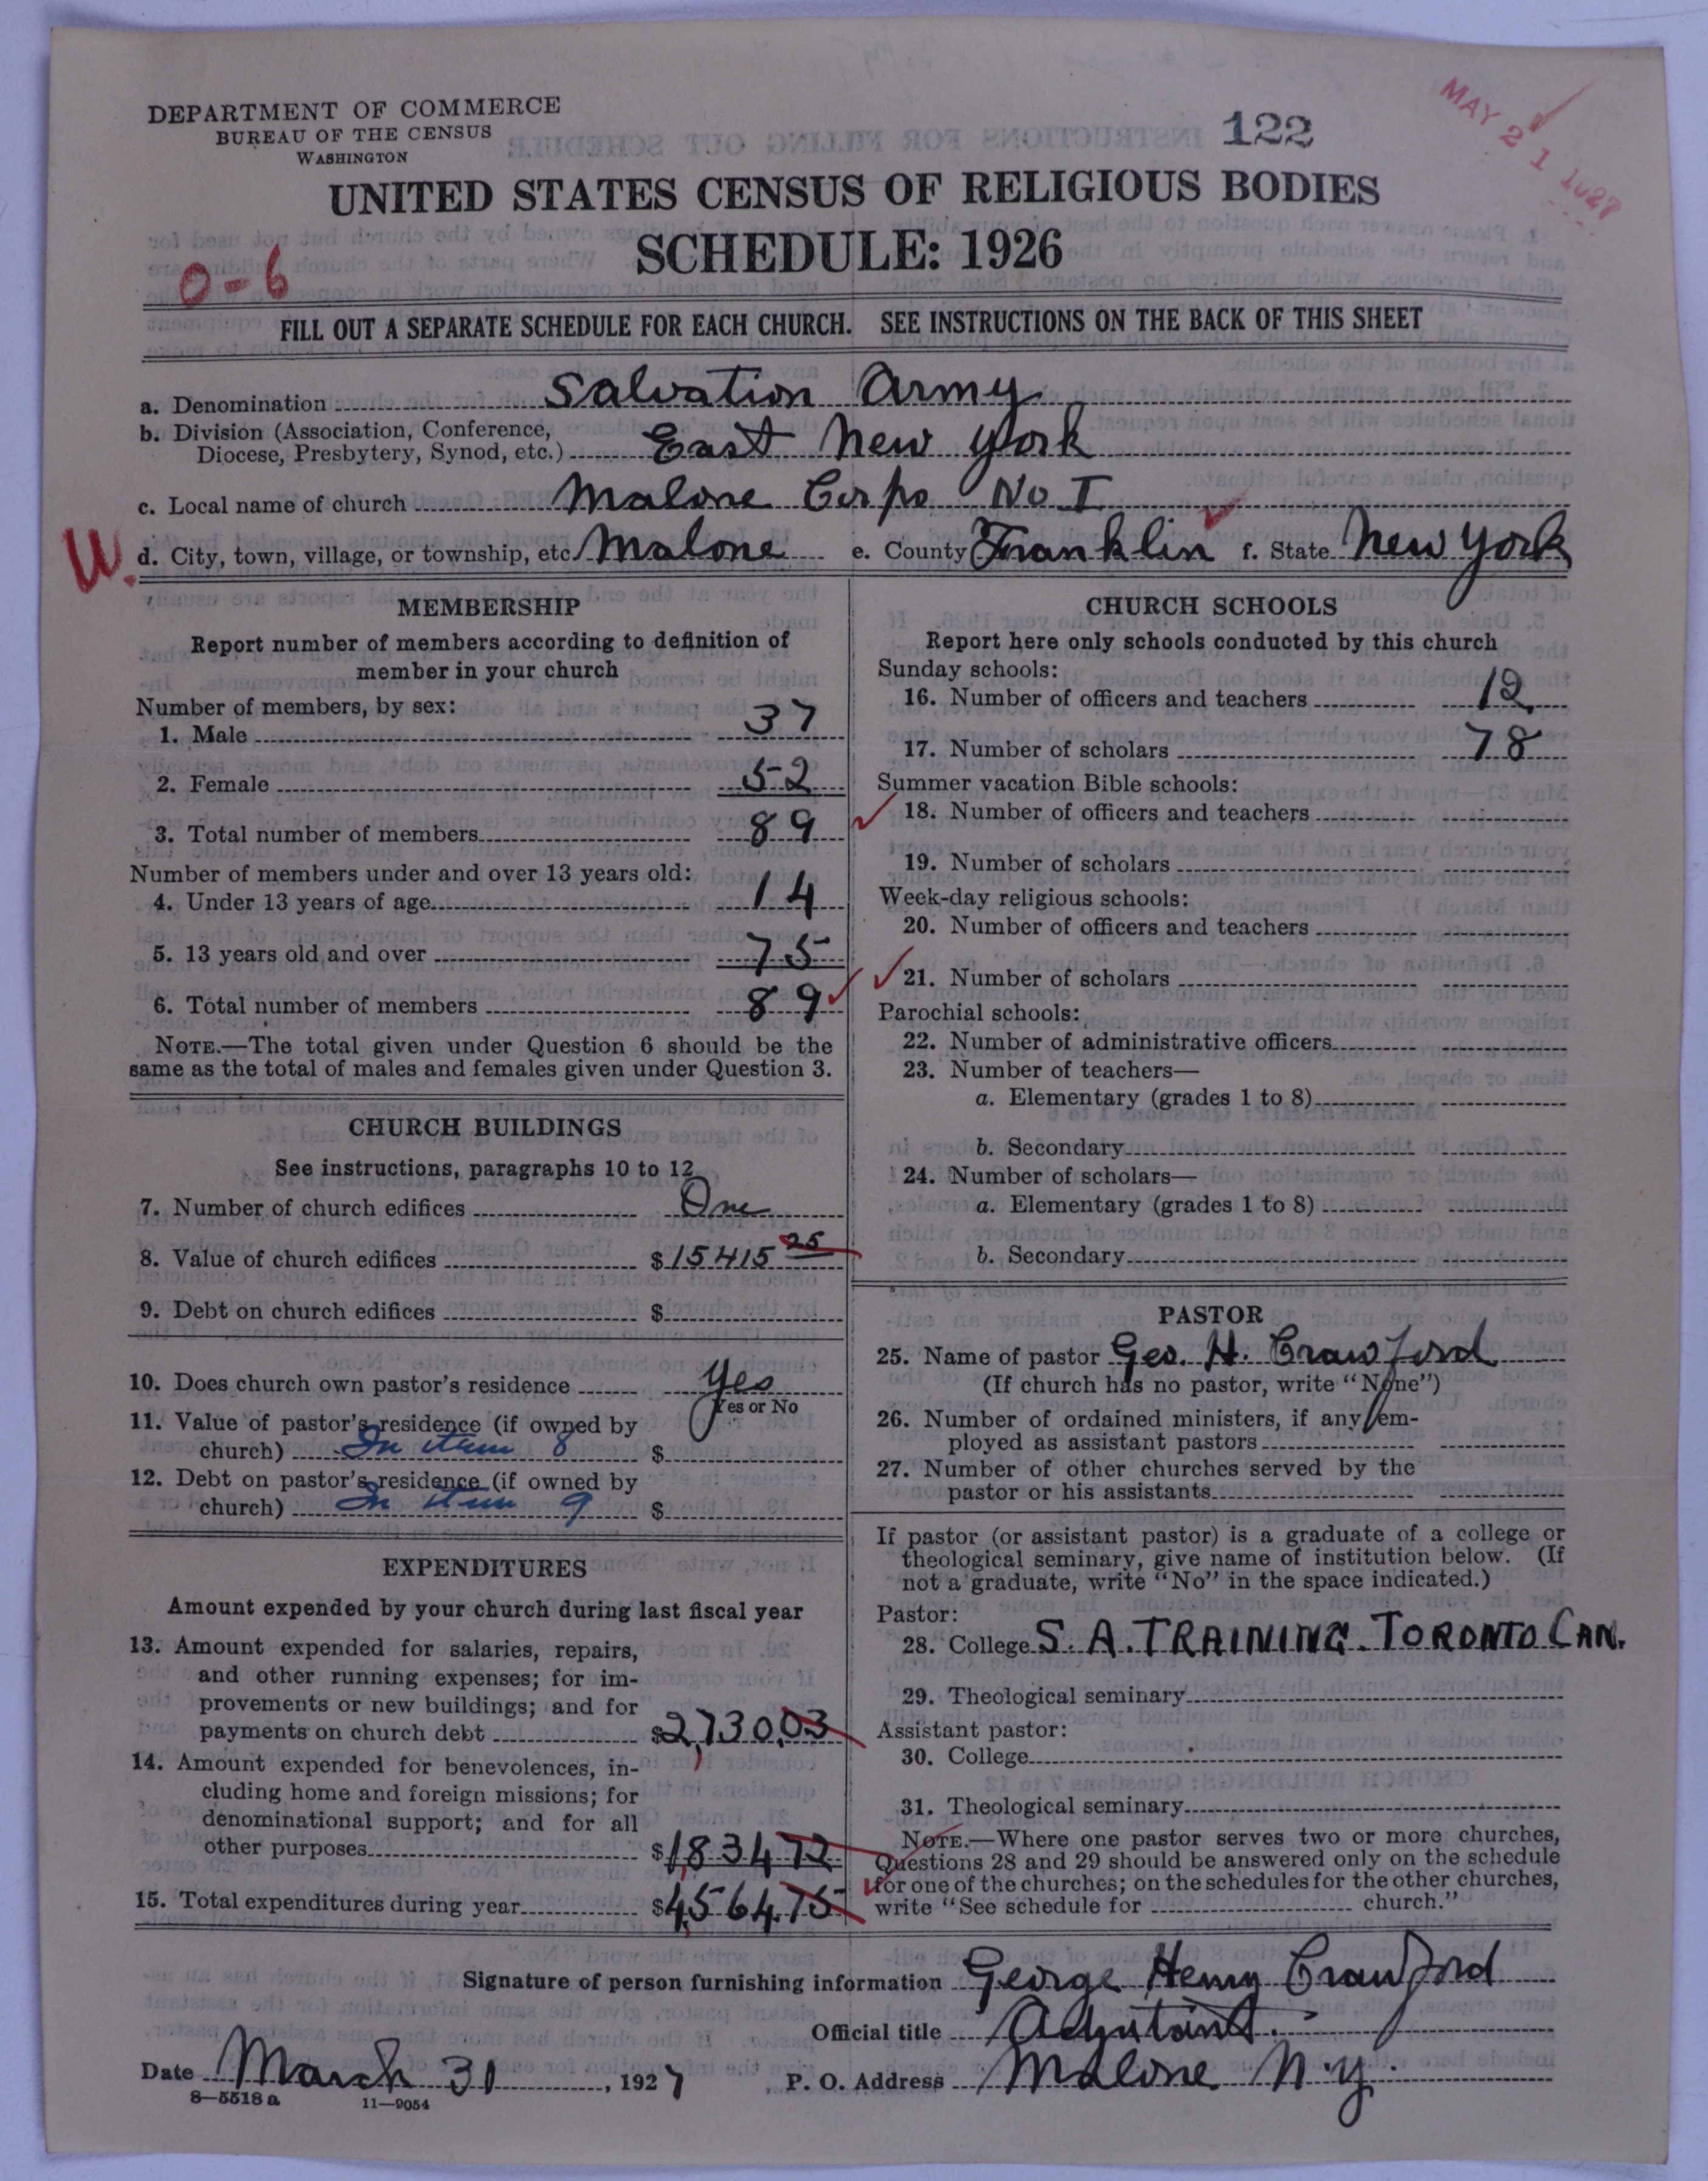 DEPARTMENT OF COMMERCE
BUREAU OF THE CENSUS
WASHINGTON
122
MAY 21 1927
UNITED STATES CENSUS OF RELIGIOUS BODIES
SCHEDULE: 1926
0-6
FILL OUT A SEPARATE SCHEDULE FOR EACH CHURCH. SEE INSTRUCTIONS ON THE BACK OF THIS SHEET
a. Denomination Salvation Army
b. Division (Association, Conference,
Diocese, Presbytery, Synod, etc.) East New York
c. Local name of church Malone Corps No I
W. d. City, town, village, or township, etc. Malone e. County Franklin f. State New York
MEMBERSHIP
Report number of members according to definition of
member in your church
Number of members, by sex:
1. Male 37
2. Female 52
3. Total number of members 89
Number of members under and over 13 years old:
4. Under 13 years of age 14
5. 13 years old and over 75
6. Total number of members 89
NOTE.—The total given under Question 6 should be the
same as the total of males and females given under Question 3.
CHURCH BUILDINGS
See instructions, paragraphs 10 to 12
7. Number of church edifices One
8. Value of church edifices $15415 25
9. Debt on church edifices $
10. Does church own pastor's residence Yes
Yes or No
11. Value of pastor's residence (if owned by
church) In item 8 $
12. Debt on pastor's residence (if owned by
church) In item 9 $
EXPENDITURES
Amount expended by your church during last fiscal year
13. Amount expended for salaries, repairs,
and other running expenses; for im-
provements or new buildings; and for
payments on church debt $2,730.03
14. Amount expended for benevolences, in-
cluding home and foreign missions; for
denominational support; and for all
other purposes $1,834 72
15. Total expenditures during year $4,564.75
CHURCH SCHOOLS
Report here only schools conducted by this church
Sunday schools:
16. Number of officers and teachers 12
17. Number of scholars 78
Summer vacation Bible schools:
18. Number of officers and teachers
19. Number of scholars
Week-day religious schools:
20. Number of officers and teachers
21. Number of scholars
Parochial schools:
22. Number of administrative officers
23. Number of teachers—
a. Elementary (grades 1 to 8)
b. Secondary
24. Number of scholars—
a. Elementary (grades 1 to 8)
b. Secondary
PASTOR
25. Name of pastor Geo. H. Crawford
(If church has no pastor, write "None")
26. Number of ordained ministers, if any em-
ployed as assistant pastors
27. Number of other churches served by the
pastor or his assistants
If pastor (or assistant pastor) is a graduate of a college or
theological seminary, give name of institution below. (If
not a graduate, write "No" in the space indicated.)
Pastor:
28. College S. A. TRAINING. TORONTO CAN.
29. Theological seminary
Assistant pastor:
30. College
31. Theological seminary
NOTE.—Where one pastor serves two or more churches,
Questions 28 and 29 should be answered only on the schedule
for one of the churches; on the schedules for the other churches,
write "See schedule for church."
Signature of person furnishing information George Henry Crawford
Official title Adjutant.
Date March 31, 1927 P. O. Address Malone N.Y.
8—5518 a 11—9054